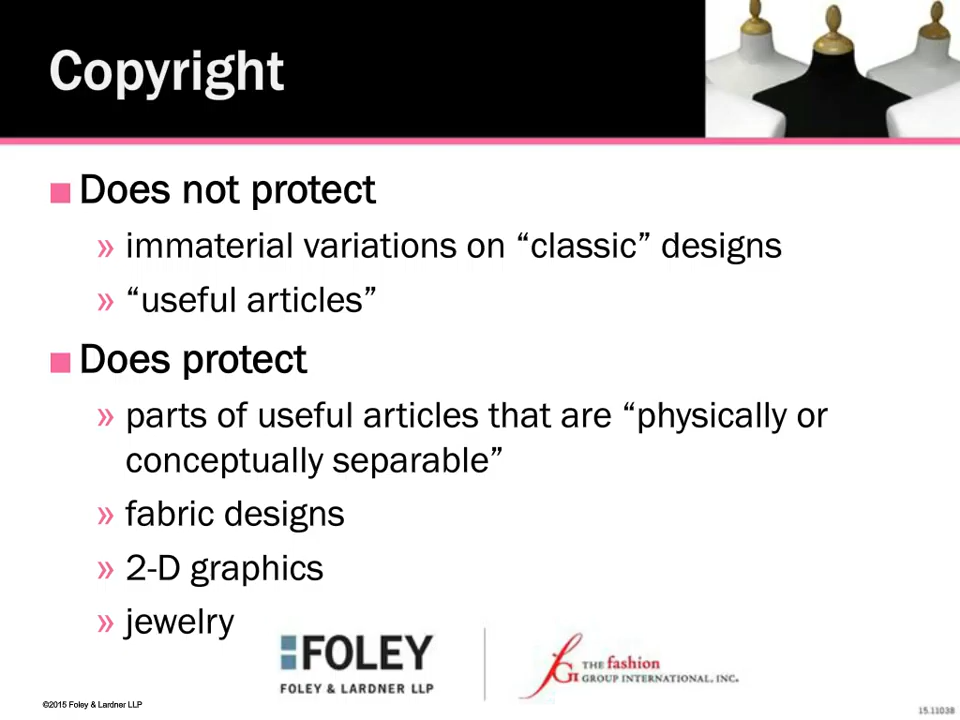 Copyright
■ Does not protect
» immaterial variations on “classic” designs
» “useful articles”
■ Does protect
» parts of useful articles that are “physically or
conceptually separable”
» fabric designs
» 2-D graphics
» jewelry
FOLEY
FOLEY & LARDNER LLP
THE fashion
GROUP INTERNATIONAL, INC.
©2015 Foley & Lardner LLP
15.11038